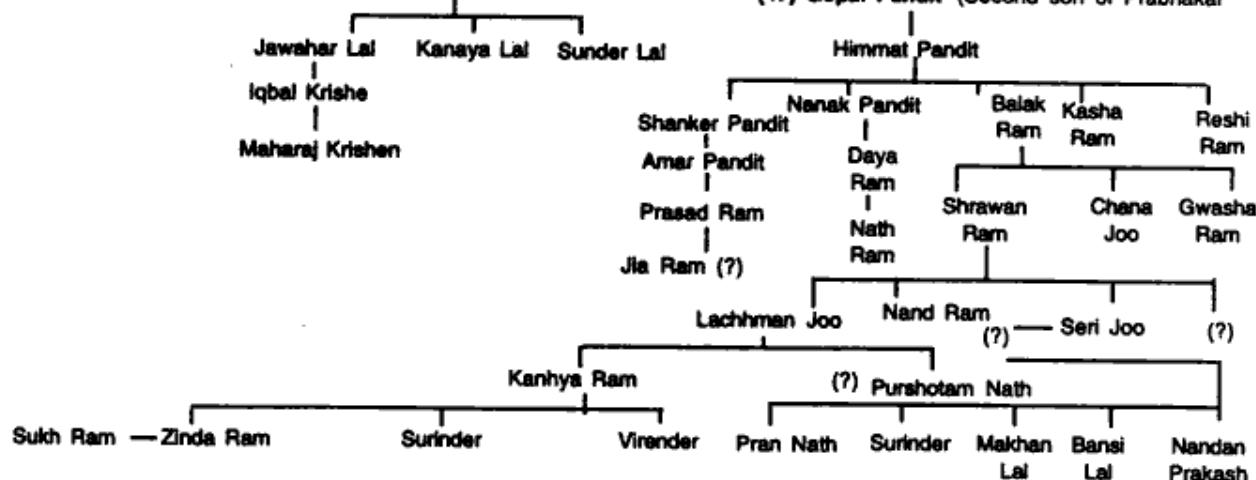 (Second son of Prabhakar
Jawahar Lal Kanaya Lal Sunder Lal Himmat Pandit
Iqbal Krishe
Shanker Pandit Nanak Pandit Balak Ram Kasha Ram Reshi Ram
Maharaj Krishen
Amar Pandit Daya Ram
Prasad Ram Nath Ram Shrawan Ram Chana Joo Gwasha Ram
Jia Ram (?)
Lachhman Joo Nand Ram (?) Seri Joo (?)
Kanhya Ram (?) Purshotam Nath
Sukh Ram — Zinda Ram Surinder Virender Pran Nath Surinder Makhan Lal Bansi Lal Nandan Prakash